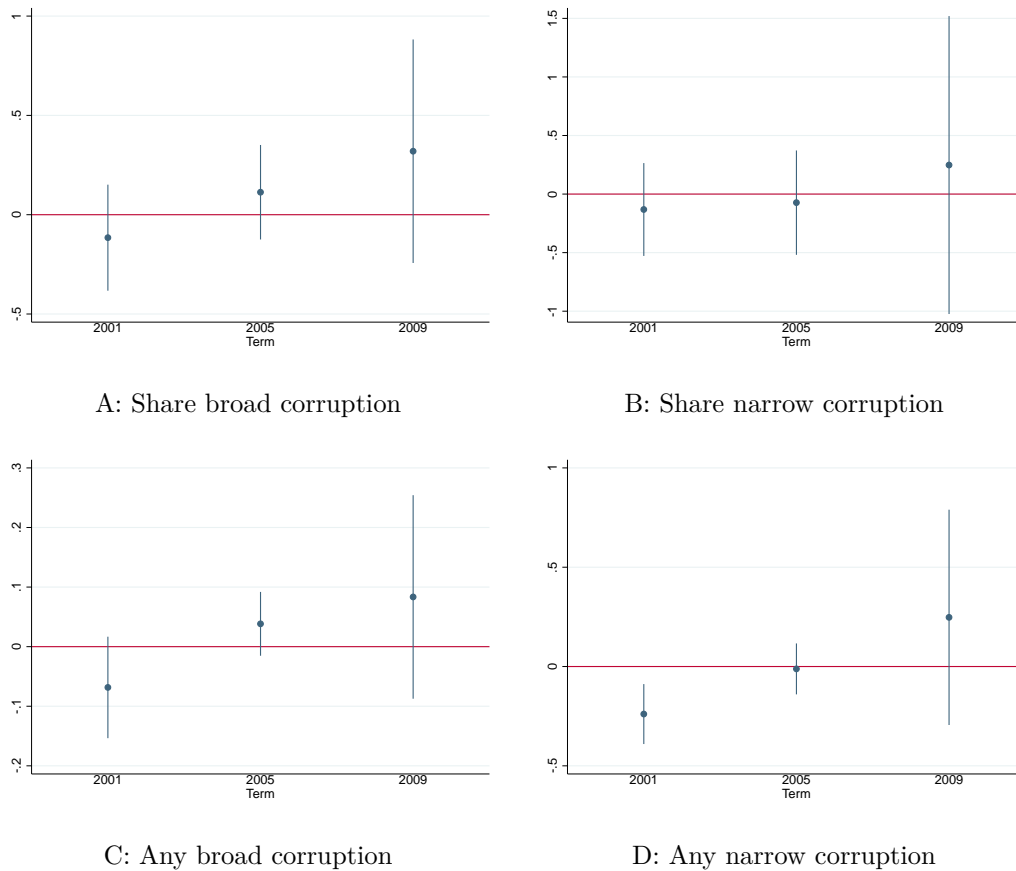 1
.5
0
-.5
2001 2005 2009
Term
A: Share broad corruption
1.5
1
.5
0
-.5
-1
2001 2005 2009
Term
B: Share narrow corruption
.3
.2
.1
0
-.1
-.2
2001 2005 2009
Term
C: Any broad corruption
1
.5
0
-.5
2001 2005 2009
Term
D: Any narrow corruption